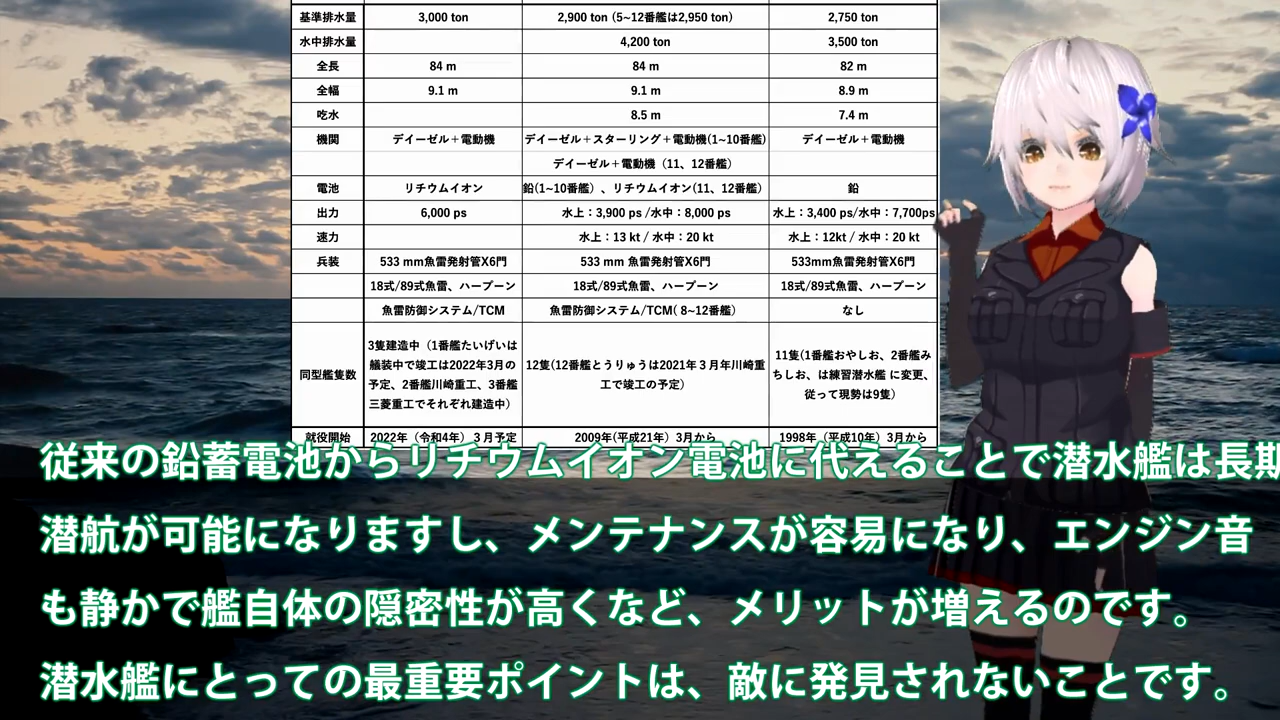 基準排水量 3,000 ton 2,900 ton (5~12番艦は2,950 ton) 2,750 ton
水中排水量 4,200 ton 3,500 ton
全長 84 m 84 m 82 m
全幅 9.1 m 9.1 m 8.9 m
吃水 8.5 m 7.4 m
機関 デイーゼル＋電動機 デイーゼル＋スターリング＋電動機(1~10番艦) デイーゼル＋電動機
デイーゼル＋電動機（11、12番艦）
電池 リチウムイオン 鉛(1~10番艦）、リチウムイオン(11、12番艦) 鉛
出力 6,000 ps 水上：3,900 ps /水中：8,000 ps 水上：3,400 ps/水中：7,700ps
速力 水上：13 kt / 水中：20 kt 水上：12kt / 水中：20 kt
兵装 533 mm魚雷発射管X6門 533 mm 魚雷発射管X6門 533mm魚雷発射管X6門
18式/89式魚雷、ハープーン 18式/89式魚雷、ハープーン 18式/89式魚雷、ハープーン
魚雷防御システム/TCM 魚雷防御システム/TCM( 8~12番艦） なし
同型艦隻数
3隻建造中（1番艦たいげいは
艤装中で竣工は2022年3月の
予定、2番艦川崎重工、3番艦
三菱重工でそれぞれ建造中）
12隻(12番艦とうりゅうは2021年３月年川崎重
工で竣工の予定）
11隻(1番艦おやしお、2番艦み
ちしお、は練習潜水艦 に変更、
従って現勢は9隻）
就役開始 2022年（令和4年）３月予定 2009年(平成21年）3月から 1998年（平成10年）3月から
従来の鉛蓄電池からリチウムイオン電池に代えることで潜水艦は長期
潜航が可能になりますし、メンテナンスが容易になり、エンジン音
も静かで艦自体の隠密性が高くなど、メリットが増えるのです。
潜水艦にとっての最重要ポイントは、敵に発見されないことです。